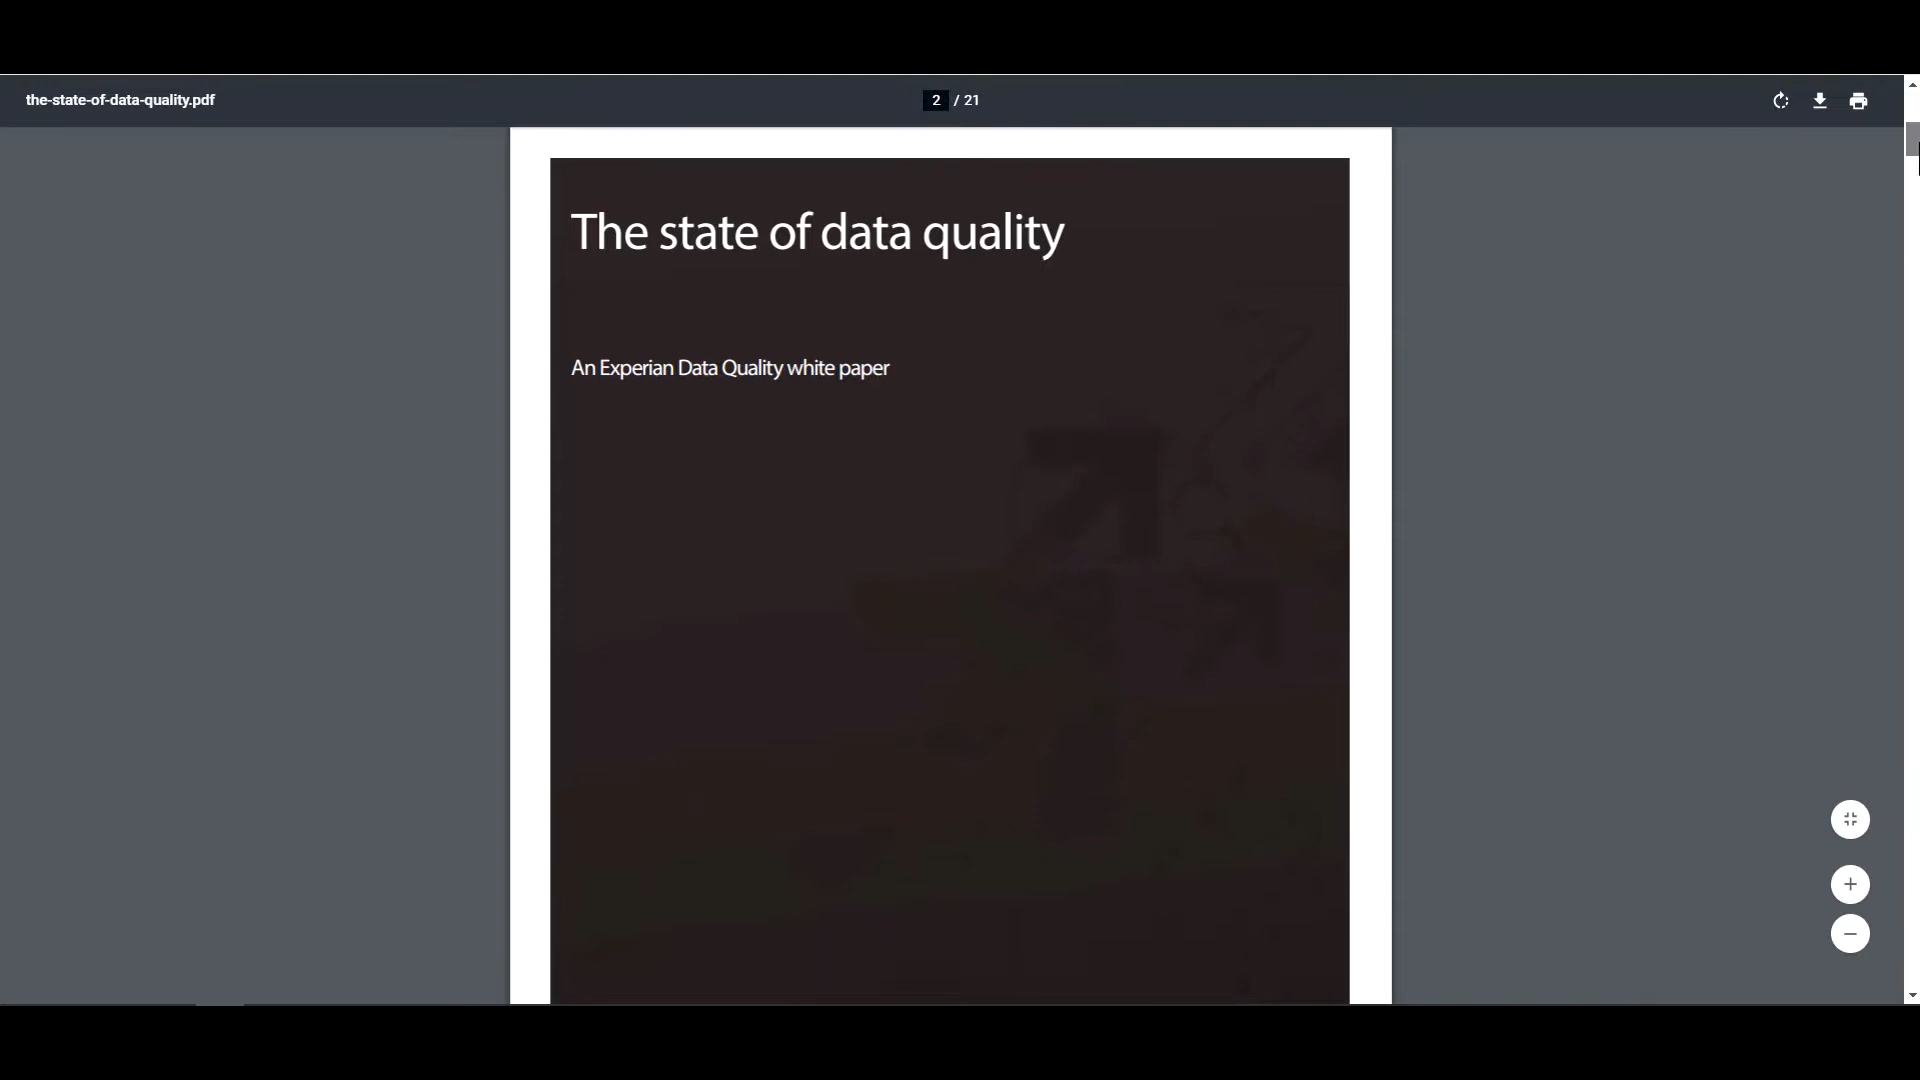 the-state-of-data-quality.pdf
2 / 21
The state of data quality
An Experian Data Quality white paper